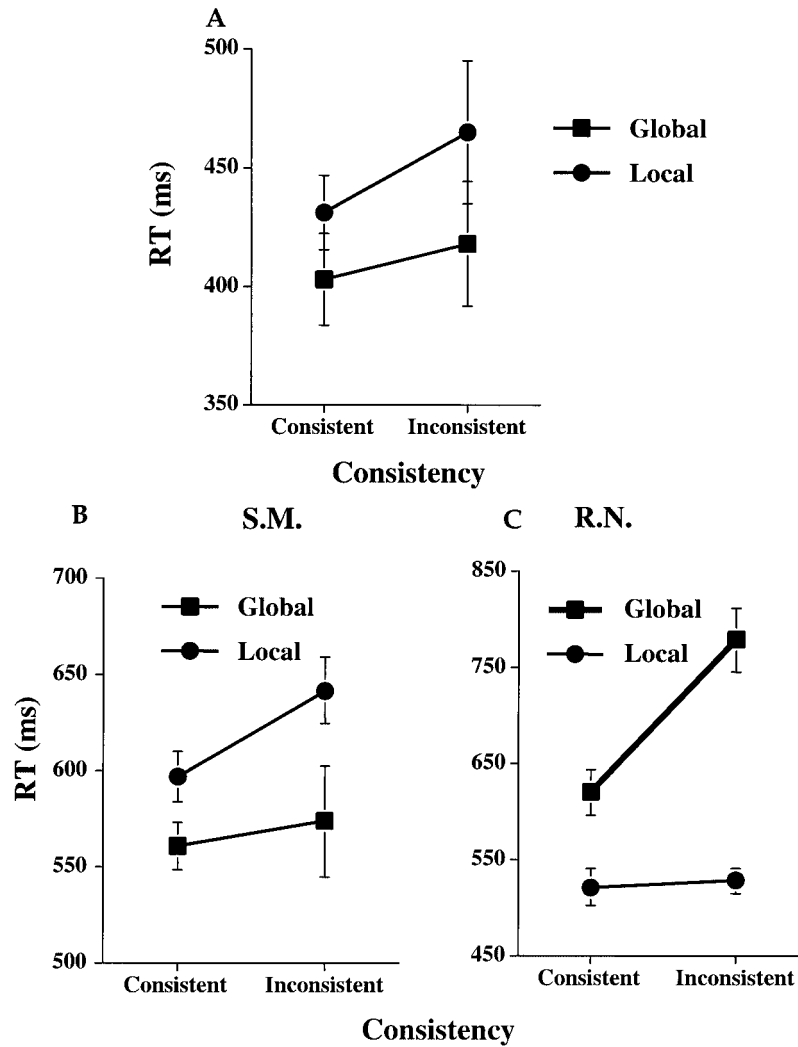 A
500
450
400
350
RT (ms)
Global
Local
Consistent Inconsistent
Consistency
B S.M.
700
650
600
550
500
RT (ms)
Global
Local
Consistent Inconsistent
C R.N.
850
750
650
550
450
Global
Local
Consistent Inconsistent
Consistency